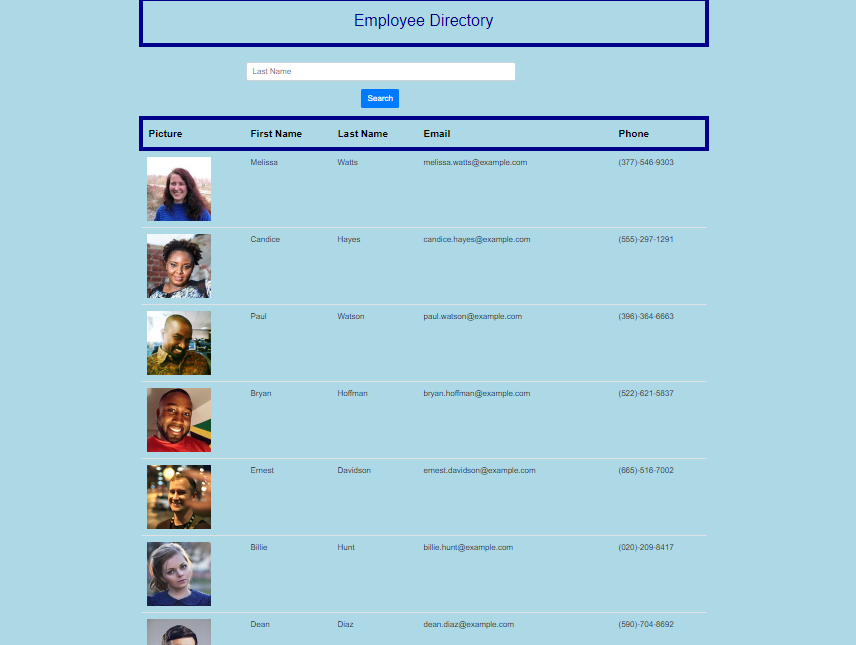 Employee Directory
Last Name
Search
Picture First Name Last Name Email Phone
Melissa Watts melissa.watts@example.com (377)-546-9303
Candice Hayes candice.hayes@example.com (555)-297-1291
Paul Watson paul.watson@example.com (396)-364-6663
Bryan Hoffman bryan.hoffman@example.com (522)-621-5837
Ernest Davidson ernest.davidson@example.com (665)-516-7002
Billie Hunt billie.hunt@example.com (020)-209-8417
Dean Diaz dean.diaz@example.com (590)-704-8692